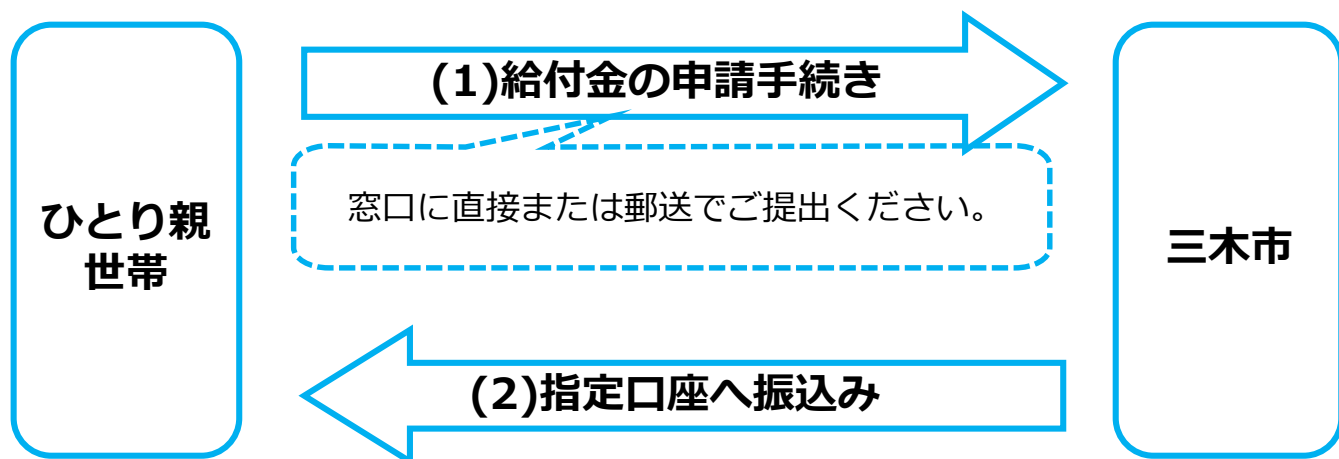 (1)給付金の申請手続き
窓口に直接または郵送でご提出ください。
ひとり親
世帯
三木市
(2)指定口座へ振込み